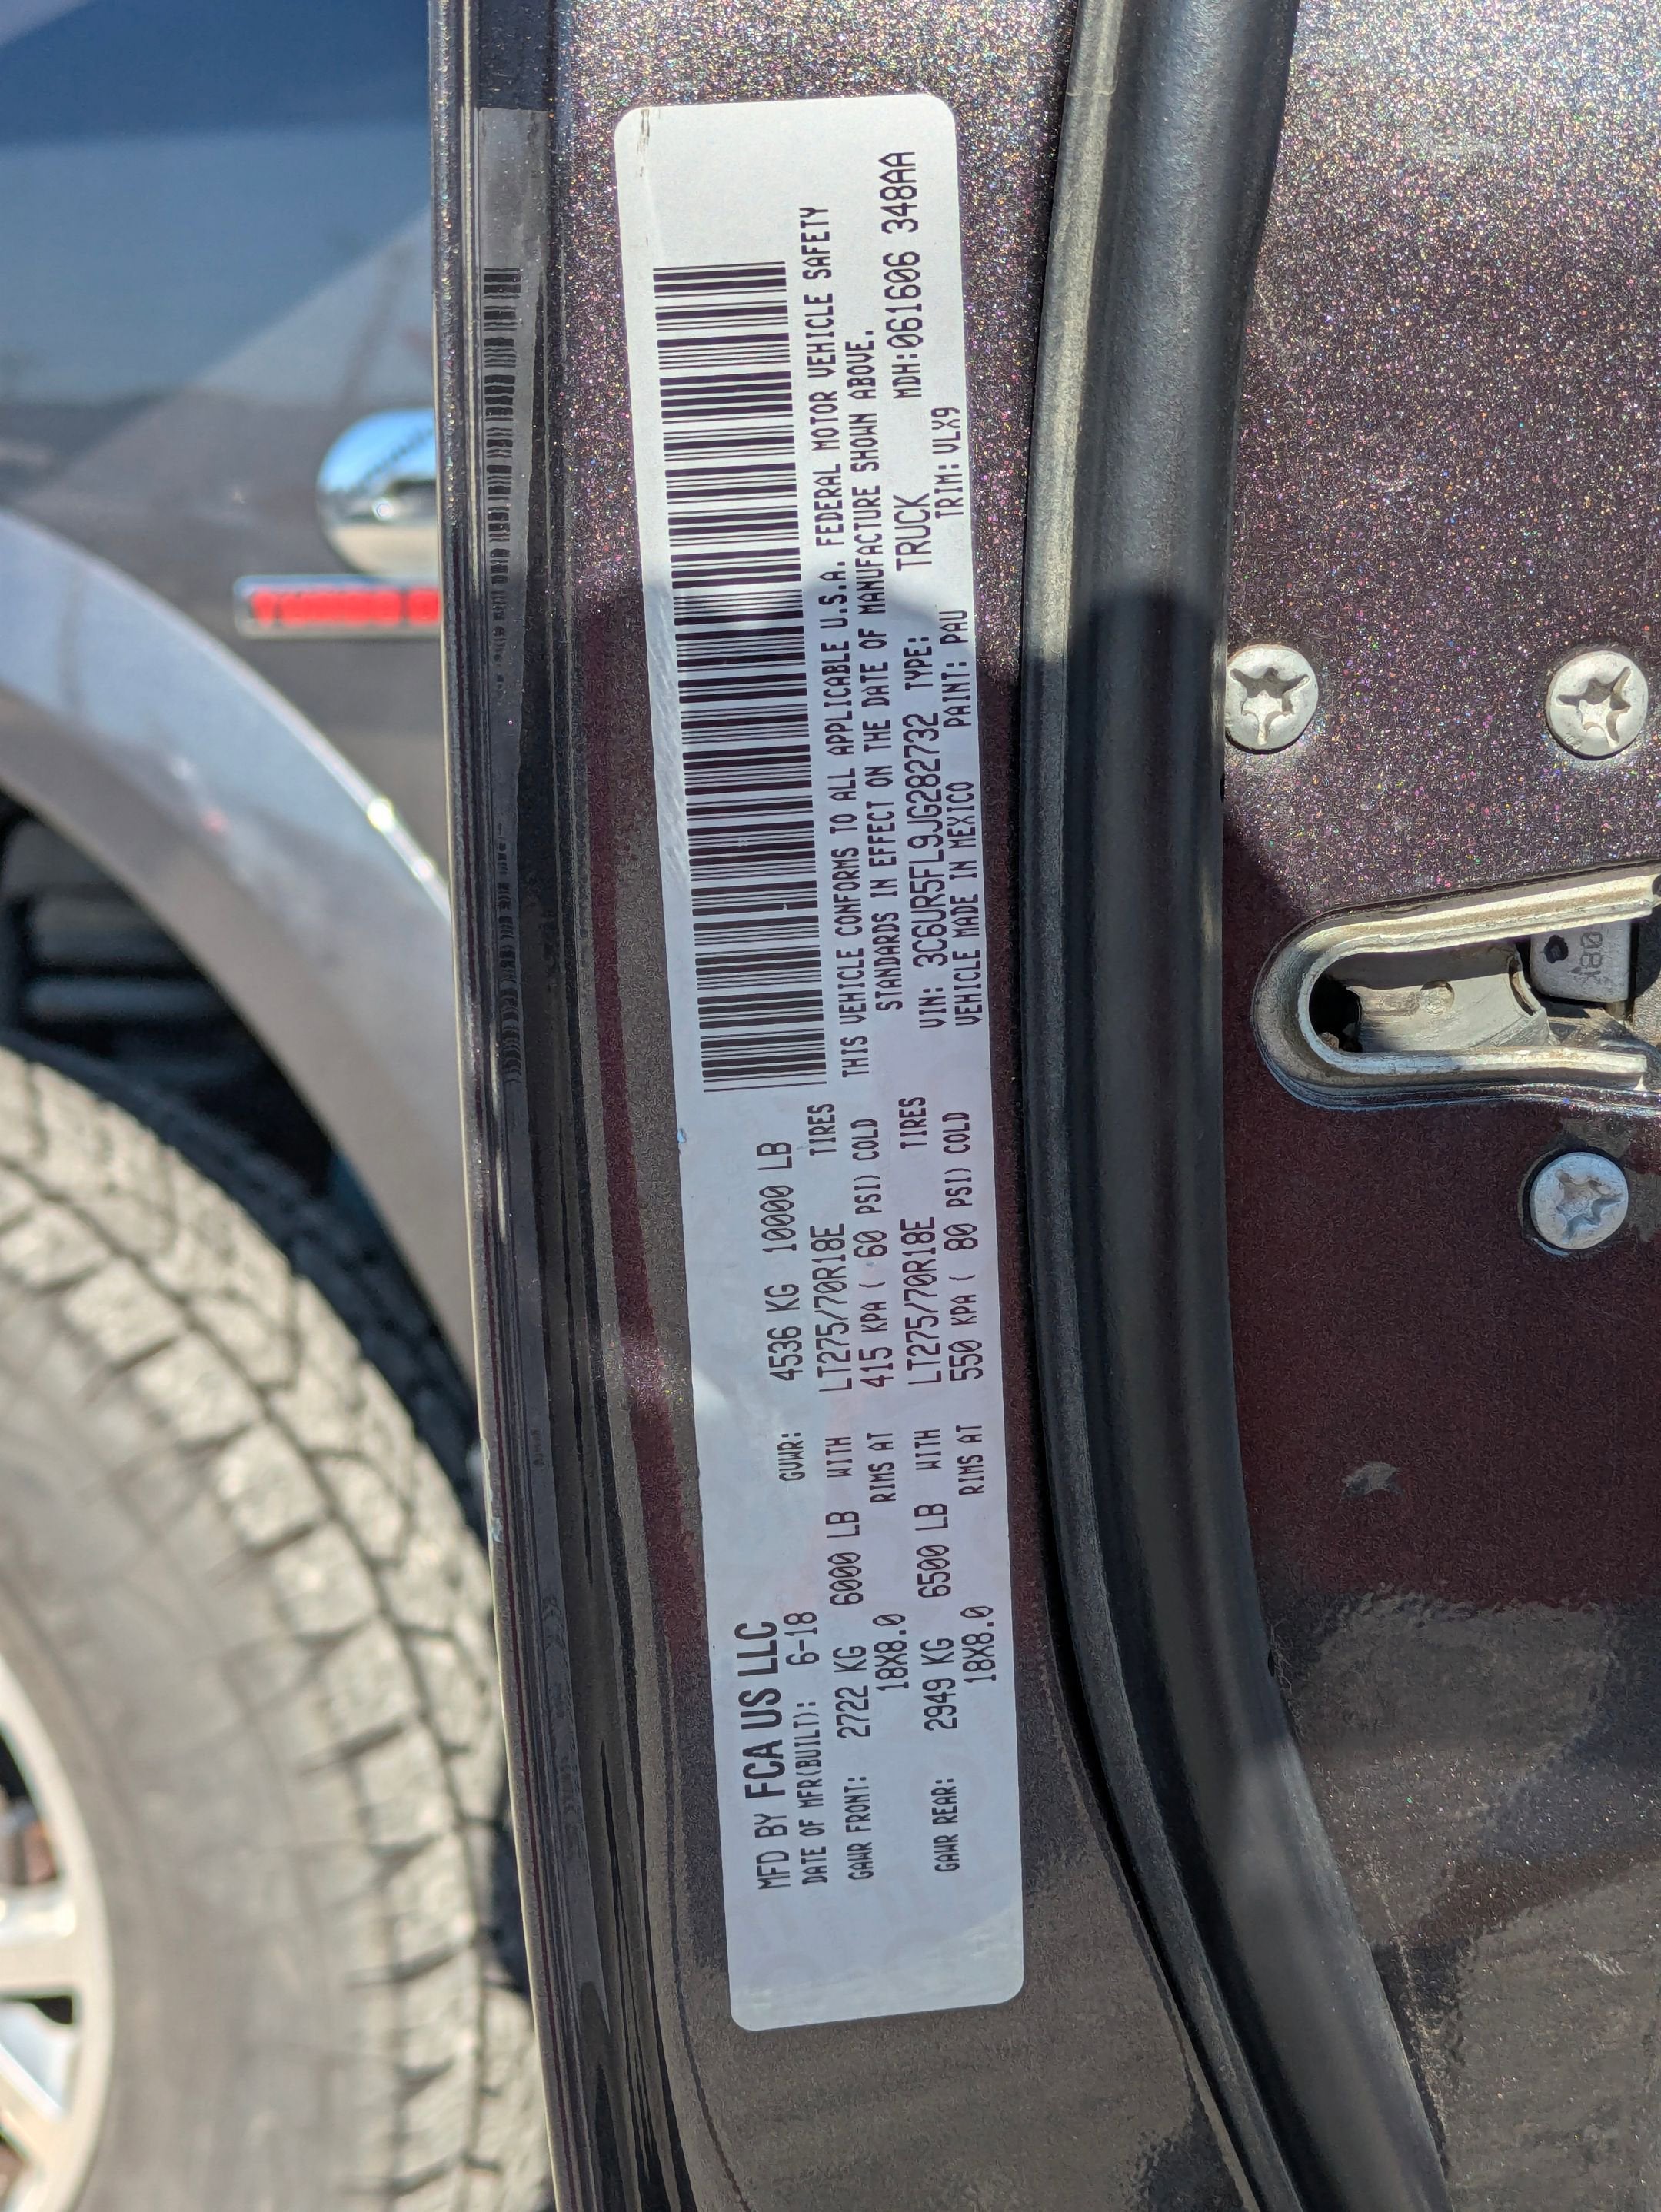 MFD BY FCA US LLC
DATE OF MFR(BUILT): 6-18 GVWR: 4536 KG 10000 LB
GAWR FRONT: 2722 KG 6000 LB WITH LT275/70R18E TIRES
18X8.0 RIMS AT 415 KPA ( 60 PSI) COLD
GAWR REAR: 2949 KG 6500 LB WITH LT275/70R18E TIRES
18X8.0 RIMS AT 550 KPA ( 80 PSI) COLD
THIS VEHICLE CONFORMS TO ALL APPLICABLE U.S.A. FEDERAL MOTOR VEHICLE SAFETY
STANDARDS IN EFFECT ON THE DATE OF MANUFACTURE SHOWN ABOVE.
VIN: 3C6UR5FL9JG282732 TYPE: TRUCK MDH:061606 348AA
VEHICLE MADE IN MEXICO PAINT: PAU TRIM: VLX9